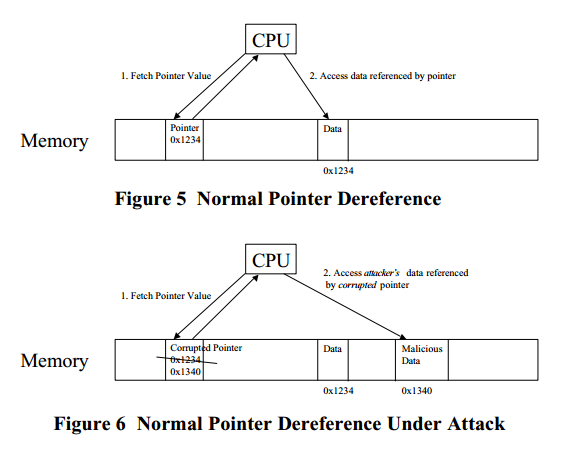 CPU
1. Fetch Pointer Value
2. Access data referenced by pointer
Memory
Pointer
0x1234
Data
0x1234
Figure 5 Normal Pointer Dereference
CPU
2. Access attacker's data referenced
by corrupted pointer
1. Fetch Pointer Value
Memory
Corrupted Pointer
0x1234
0x1340
Data
Malicious
Data
0x1234
0x1340
Figure 6 Normal Pointer Dereference Under Attack